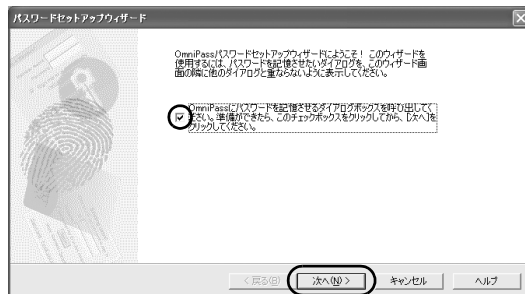 パスワードセットアップウィザード
OmniPassパスワードセットアップウィザードにようこそ！ このウィザードを
使用するには、パスワードを記憶させたいダイアログを、このウィザード画
面の隣に他のダイアログと重ならないように表示してください。
OmniPassにパスワードを記憶させるダイアログボックスを呼び出してく
ださい。準備ができたら、このチェックボックスをクリックしてから、[次へ]を
クリックしてください。
< 戻る(B)
次へ(N) >
キャンセル
ヘルプ